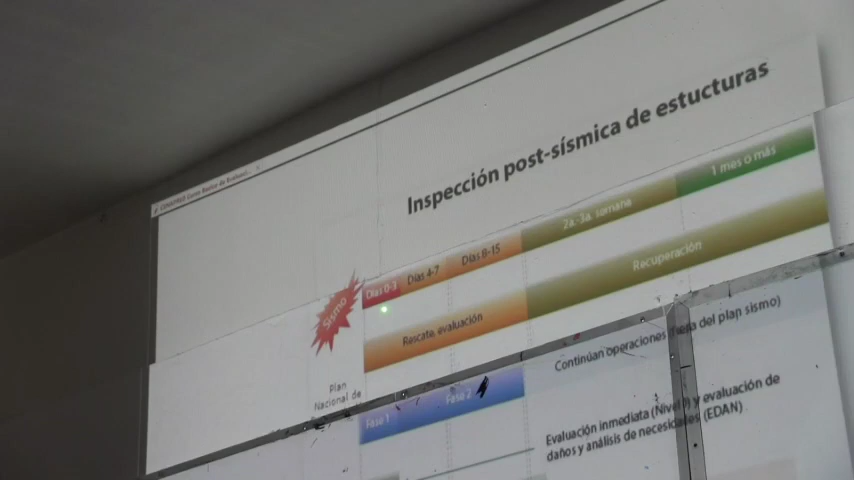 Inspección post-sísmica de estucturas
Sismo
Días 0-3
Días 4-7
Días 8-15
2a.-3a. semana
1 mes o más
Rescate, evaluación
Recuperación
Plan
Nacional de
Fase 1
Fase 2
Continúan operaciones del plan sismo)
Evaluación inmediata (Nivel y evaluación de
daños y análisis de necesidades (EDAN)